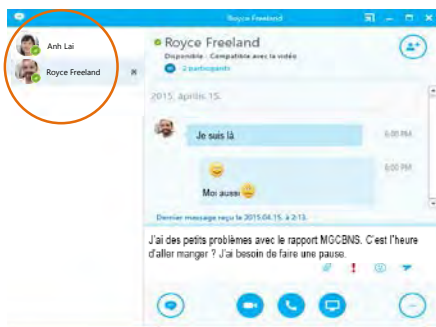 Royce Freeland
Anh Lai
Royce Freeland
Royce Freeland
Disponible - Compatible avec la vidéo
2 participants
2015. április 15.
Je suis là
6:00 PM
Moi aussi
6:00 PM
Dernier message reçu le 2015.04.15. à 2:13.
J'ai des petits problèmes avec le rapport MGCBNS. C'est l'heure
d'aller manger ? J'ai besoin de faire une pause.